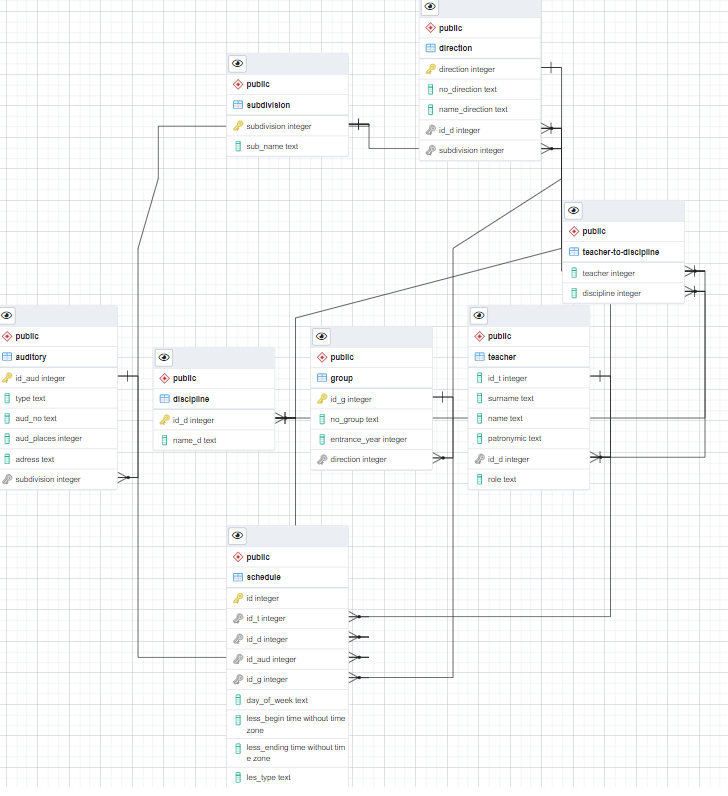 public
direction
direction integer
no_direction text
name_direction text
id_d integer
subdivision integer
public
subdivision
subdivision integer
sub_name text
public
teacher-to-discipline
teacher integer
discipline integer
public
auditory
id_aud integer
type text
aud_no text
aud_places integer
adress text
subdivision integer
public
discipline
id_d integer
name_d text
public
group
id_g integer
no_group text
entrance_year integer
direction integer
public
teacher
id_t integer
surname text
name text
patronymic text
id_d integer
role text
public
schedule
id integer
id_t integer
id_d integer
id_aud integer
id_g integer
day_of_week text
less_begin time without time
zone
less_ending time without tim
e zone
les_type text